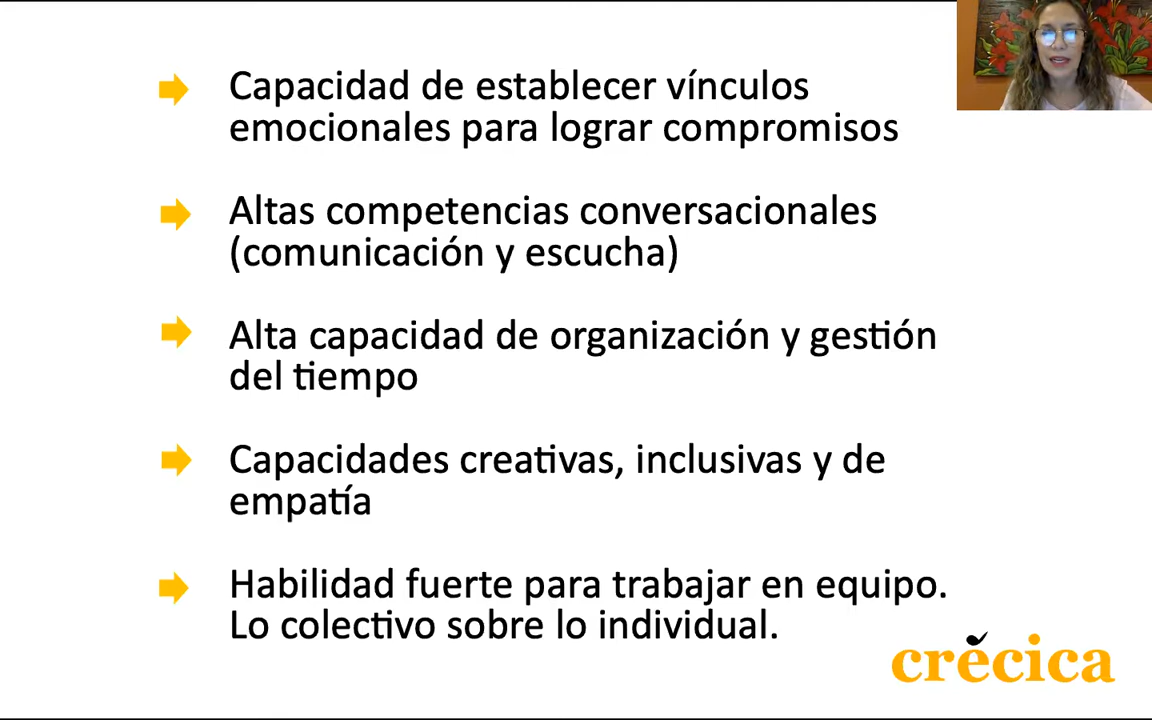 Capacidad de establecer vínculos
emocionales para lograr compromisos
Altas competencias conversacionales
(comunicación y escucha)
Alta capacidad de organización y gestión
del tiempo
Capacidades creativas, inclusivas y de
empatía
Habilidad fuerte para trabajar en equipo.
Lo colectivo sobre lo individual.
crĕcica